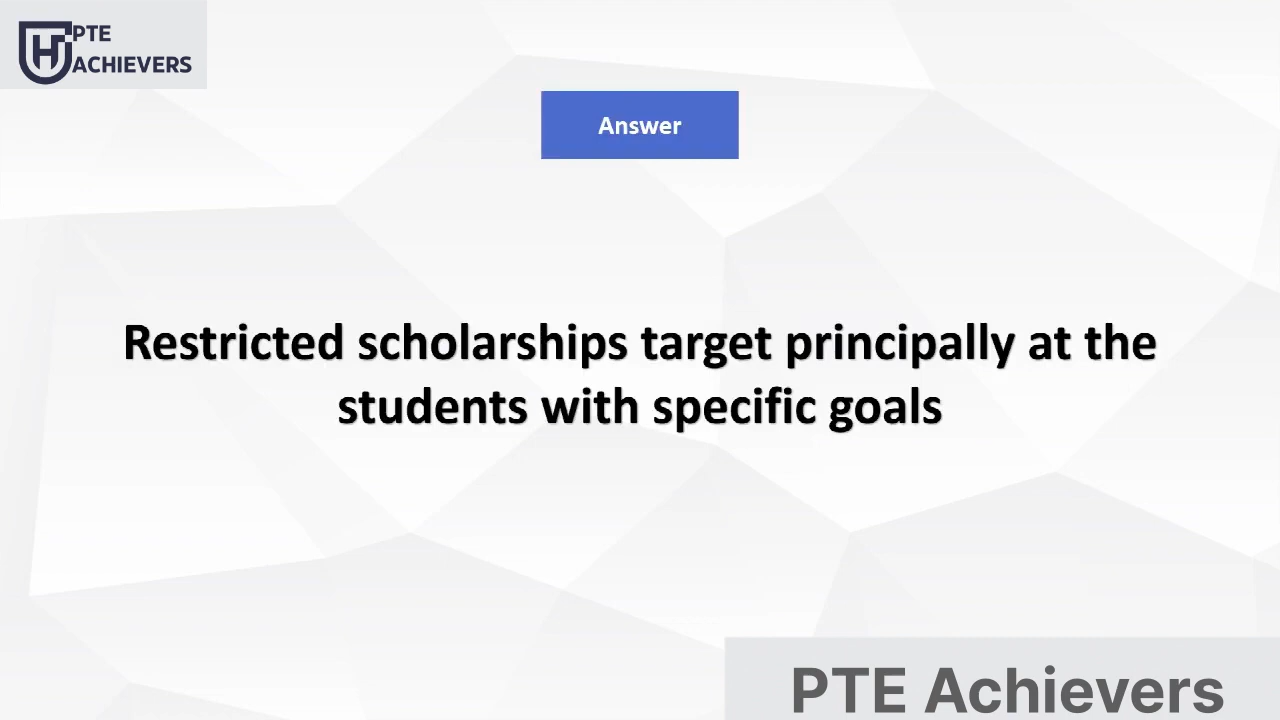 PTE
ACHIEVERS
Answer
Restricted scholarships target principally at the
students with specific goals
PTE Achievers